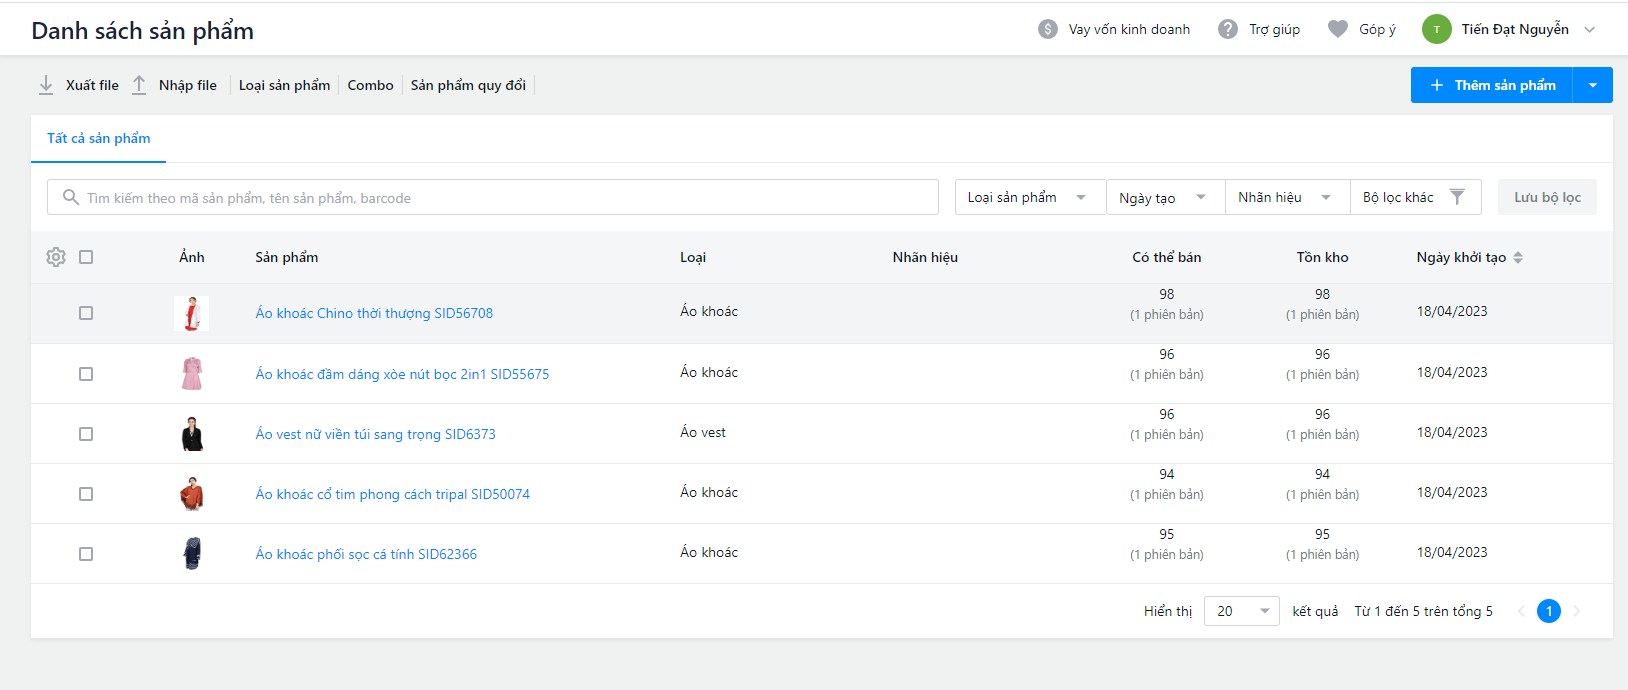 Danh sách sản phẩm
Vay vốn kinh doanh
Trợ giúp
Góp ý
T
Tiến Đạt Nguyễn
Xuất file
Nhập file
Loại sản phẩm
Combo
Sản phẩm quy đổi
Thêm sản phẩm
Tất cả sản phẩm
Tìm kiếm theo mã sản phẩm, tên sản phẩm, barcode
Loại sản phẩm
Ngày tạo
Nhãn hiệu
Bộ lọc khác
Lưu bộ lọc
Ảnh Sản phẩm Loại Nhãn hiệu Có thể bán Tồn kho Ngày khởi tạo
Áo khoác Chino thời thượng SID56708 Áo khoác 98 98 18/04/2023
(1 phiên bản) (1 phiên bản)
Áo khoác đầm dáng xòe nút bọc 2in1 SID55675 Áo khoác 96 96 18/04/2023
(1 phiên bản) (1 phiên bản)
Áo vest nữ viền túi sang trọng SID6373 Áo vest 96 96 18/04/2023
(1 phiên bản) (1 phiên bản)
Áo khoác cổ tim phong cách tripal SID50074 Áo khoác 94 94 18/04/2023
(1 phiên bản) (1 phiên bản)
Áo khoác phối sọc cá tính SID62366 Áo khoác 95 95 18/04/2023
(1 phiên bản) (1 phiên bản)
Hiển thị 20 kết quả Từ 1 đến 5 trên tổng 5 1